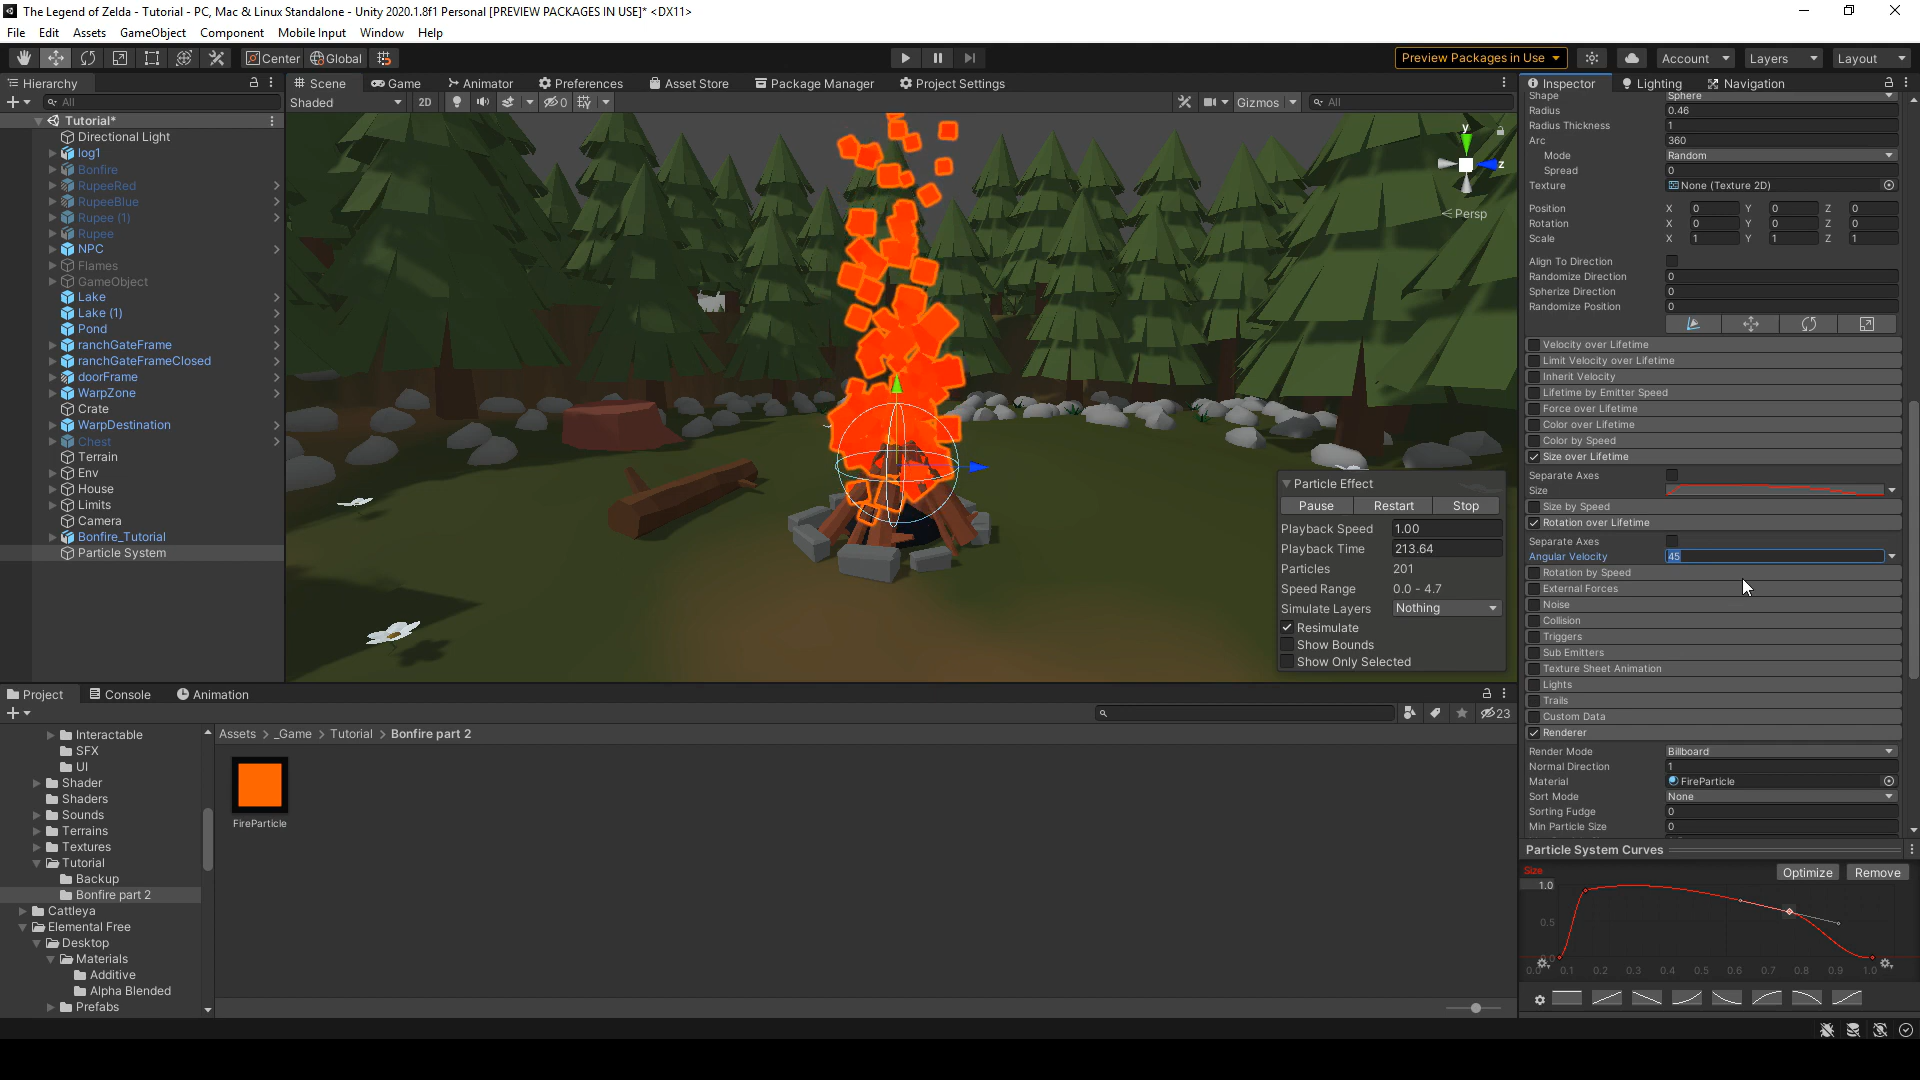 The Legend of Zelda - Tutorial - PC, Mac & Linux Standalone - Unity 2020.1.8f1 Personal [PREVIEW PACKAGES IN USE]* <DX11>
File Edit Assets GameObject Component Mobile Input Window Help
Center Global Preview Packages in Use Account Layers Layout
Hierarchy
All
Tutorial*
Directional Light
log1
Bonfire
RupeeRed
RupeeBlue
Rupee (1)
Rupee
NPC
Flames
GameObject
Lake
Lake (1)
Pond
ranchGateFrame
ranchGateFrameClosed
doorFrame
WarpZone
Crate
WarpDestination
Chest
Terrain
Env
House
Limits
Camera
Bonfire_Tutorial
Particle System
Scene Game Animator Preferences Asset Store Package Manager Project Settings
Shaded 2D 0 Gizmos All
y
z
Persp
Particle Effect
Pause Restart Stop
Playback Speed 1.00
Playback Time 213.64
Particles 201
Speed Range 0.0 - 4.7
Simulate Layers Nothing
Resimulate
Show Bounds
Show Only Selected
Inspector Lighting Navigation
Shape Sphere
Radius 0.46
Radius Thickness 1
Arc 360
Mode Random
Spread 0
Texture None (Texture 2D)
Position X 0 Y 0 Z 0
Rotation X 0 Y 0 Z 0
Scale X 1 Y 1 Z 1
Align To Direction
Randomize Direction 0
Spherize Direction 0
Randomize Position 0
Velocity over Lifetime
Limit Velocity over Lifetime
Inherit Velocity
Lifetime by Emitter Speed
Force over Lifetime
Color over Lifetime
Color by Speed
Size over Lifetime
Separate Axes
Size
Size by Speed
Rotation over Lifetime
Separate Axes
Angular Velocity 45
Rotation by Speed
External Forces
Noise
Collision
Triggers
Sub Emitters
Texture Sheet Animation
Lights
Trails
Custom Data
Renderer
Render Mode Billboard
Normal Direction 1
Material FireParticle
Sort Mode None
Sorting Fudge 0
Min Particle Size 0
Particle System Curves
Size
Optimize Remove
1.0
0.5
0.0 0.1 0.2 0.3 0.4 0.5 0.6 0.7 0.8 0.9 1.0
Project Console Animation
23
Interactable
SFX
UI
Shader
Shaders
Sounds
Terrains
Textures
Tutorial
Backup
Bonfire part 2
Cattleya
Elemental Free
Desktop
Materials
Additive
Alpha Blended
Prefabs
Assets > _Game > Tutorial > Bonfire part 2
FireParticle